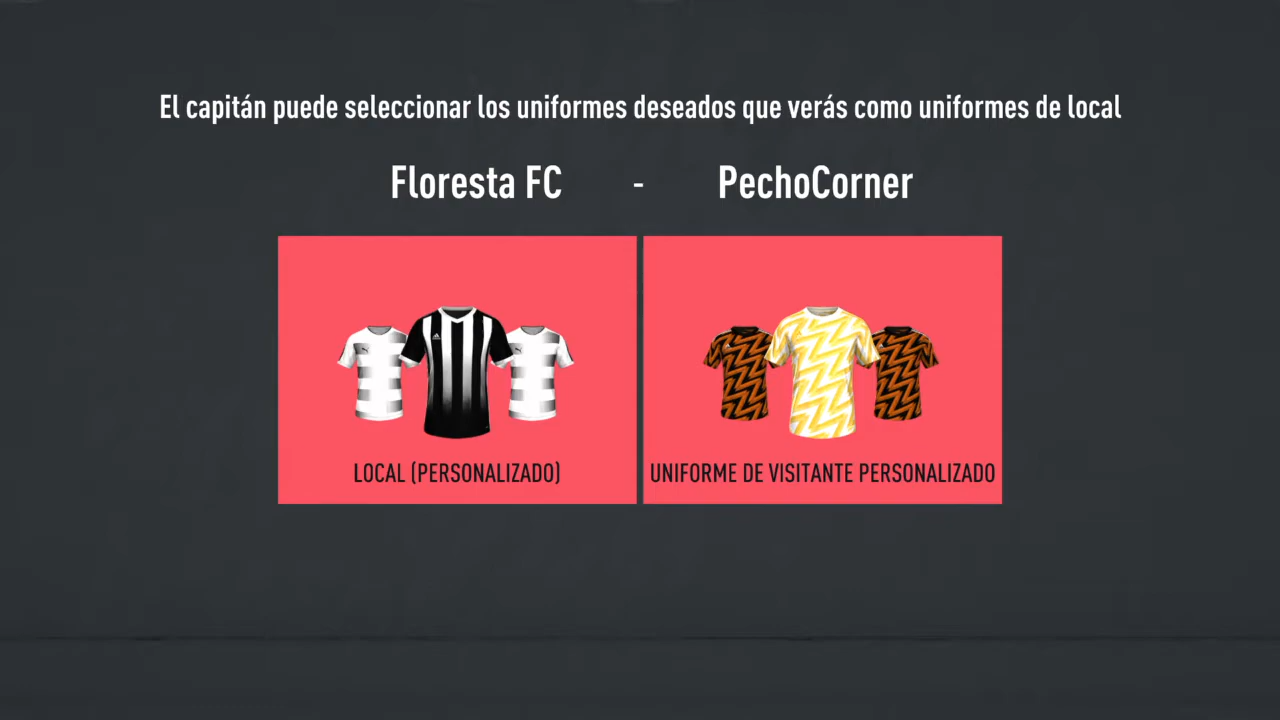 El capitán puede seleccionar los uniformes deseados que verás como uniformes de local
Floresta FC - PechoCorner
LOCAL (PERSONALIZADO)
UNIFORME DE VISITANTE PERSONALIZADO